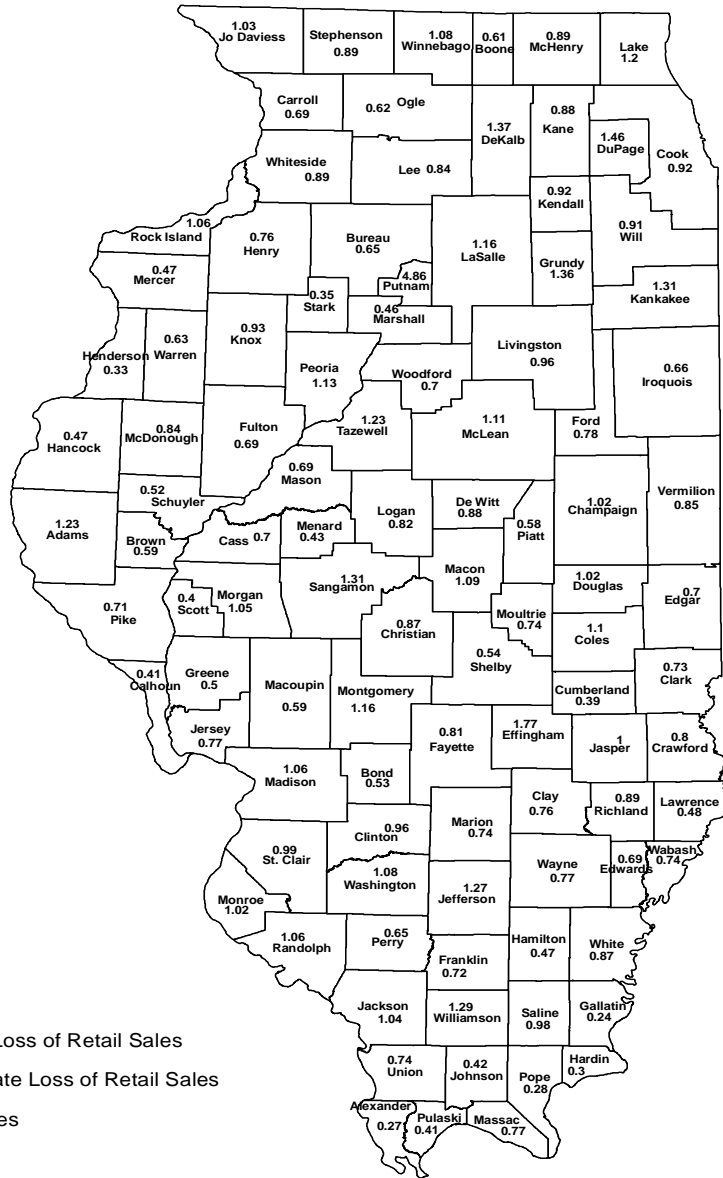 1.03
Jo Daviess
Stephenson
0.89
1.08
Winnebago
0.61
Boone
0.89
McHenry
Lake
1.2
Carroll
0.69
0.62 Ogle
1.37
DeKalb
0.88
Kane
1.46
DuPage
Cook
0.92
Whiteside
0.89
Lee 0.84
0.92
Kendall
0.91
Will
1.06
Rock Island
0.76
Henry
Bureau
0.65
4.86
Putnam
1.16
LaSalle
Grundy
1.36
1.31
Kankakee
0.47
Mercer
0.35
Stark
0.46
Marshall
0.63
Warren
Henderson
0.33
0.93
Knox
Peoria
1.13
Woodford
0.7
Livingston
0.96
0.66
Iroquois
0.47
Hancock
0.84
McDonough
Fulton
0.69
1.23
Tazewell
1.11
McLean
Ford
0.78
0.69
Mason
0.52
Schuyler
Logan
0.82
De Witt
0.88
0.58
Piatt
1.02
Champaign
Vermilion
0.85
1.23
Adams
Brown
0.59
Cass 0.7
Menard
0.43
Macon
1.09
0.71
Pike
0.4
Scott
Morgan
1.05
1.31
Sangamon
0.87
Christian
Moultrie
0.74
1.02
Douglas
0.7
Edgar
1.1
Coles
0.54
Shelby
0.41
Calhoun
Greene
0.5
Macoupin
0.59
Montgomery
1.16
Cumberland
0.39
0.73
Clark
Jersey
0.77
0.81
Fayette
1.77
Effingham
1
Jasper
0.8
Crawford
1.06
Madison
Bond
0.53
Clay
0.76
0.89
Richland
Lawrence
0.48
0.96
Clinton
Marion
0.74
0.99
St. Clair
1.08
Washington
Wayne
0.77
0.69
Edwards
Wabash
0.74
Monroe
1.02
1.27
Jefferson
1.06
Randolph
0.65
Perry
Franklin
0.72
Hamilton
0.47
White
0.87
Jackson
1.04
1.29
Williamson
Saline
0.98
Gallatin
0.24
Loss of Retail Sales
ate Loss of Retail Sales
es
0.74
Union
0.42
Johnson
Pope
0.28
Hardin
0.3
Alexander
0.27
Pulaski
0.41
Massac
0.77